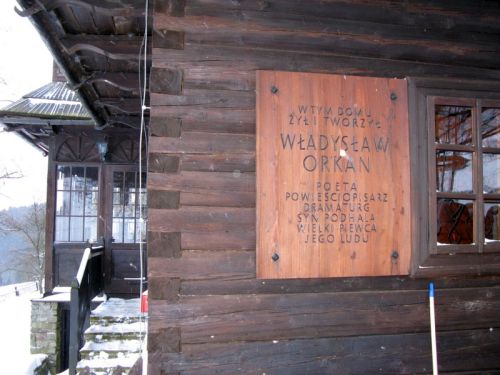 W TYM DOMU
ŻYŁ I TWORZYŁ
WŁADYSŁAW
ORKAN
POETA
POWIEŚCIOPISARZ
DRAMATURG
SYN PODHALA
WIELKI PIEWCA
JEGO LUDU